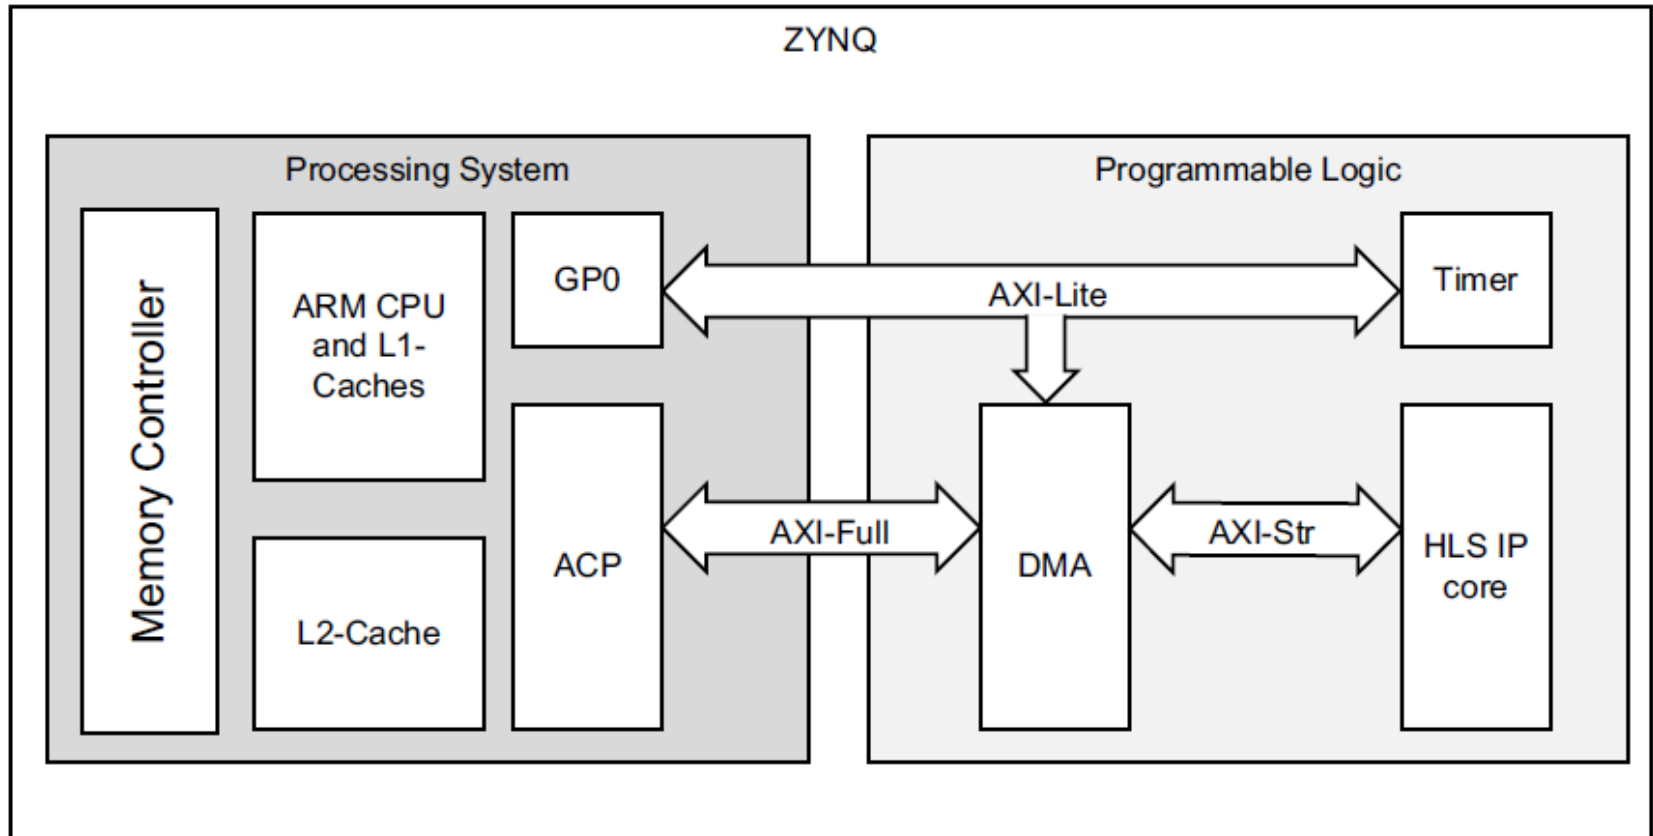 ZYNQ
Processing System
Memory Controller
ARM CPU
and L1-
Caches
L2-Cache
GP0
ACP
AXI-Lite
AXI-Full
Programmable Logic
Timer
DMA
AXI-Str
HLS IP
core